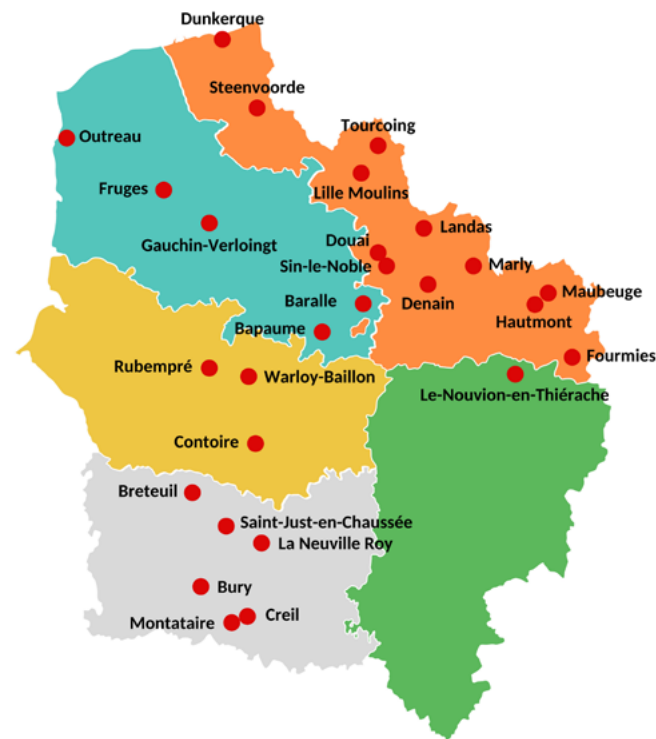 Dunkerque
Steenvoorde
Tourcoing
Outreau
Fruges
Lille Moulins
Landas
Gauchin-Verloingt
Douai
Sin-le-Noble
Marly
Denain
Maubeuge
Baralle
Hautmont
Bapaume
Fourmies
Rubempré
Warloy-Baillon
Le-Nouvion-en-Thiérache
Contoire
Breteuil
Saint-Just-en-Chaussée
La Neuville Roy
Bury
Creil
Montataire